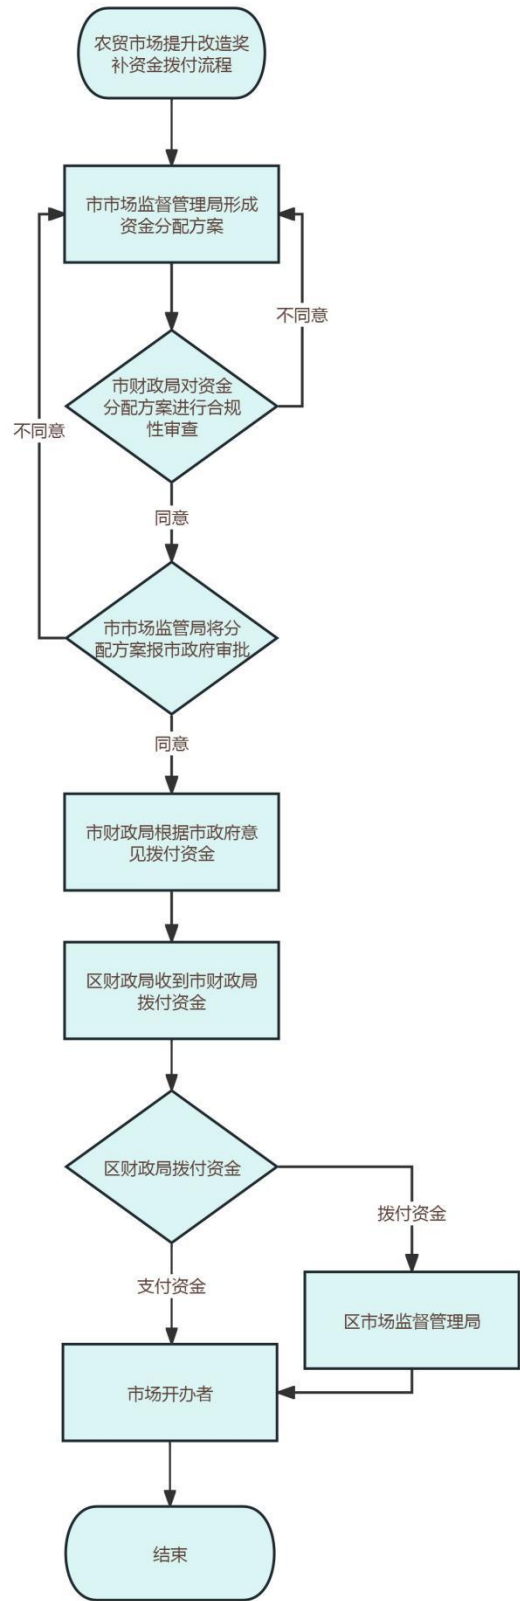 农贸市场提升改造奖
补资金拨付流程
市市场监督管理局形成
资金分配方案
不同意
市财政局对资金
分配方案进行合规
性审查
不同意
同意
市市场监管局将分
配方案报市政府审批
同意
市财政局根据市政府意
见拨付资金
区财政局收到市财政局
拨付资金
区财政局拨付资金
拨付资金
支付资金
区市场监督管理局
市场开办者
结束